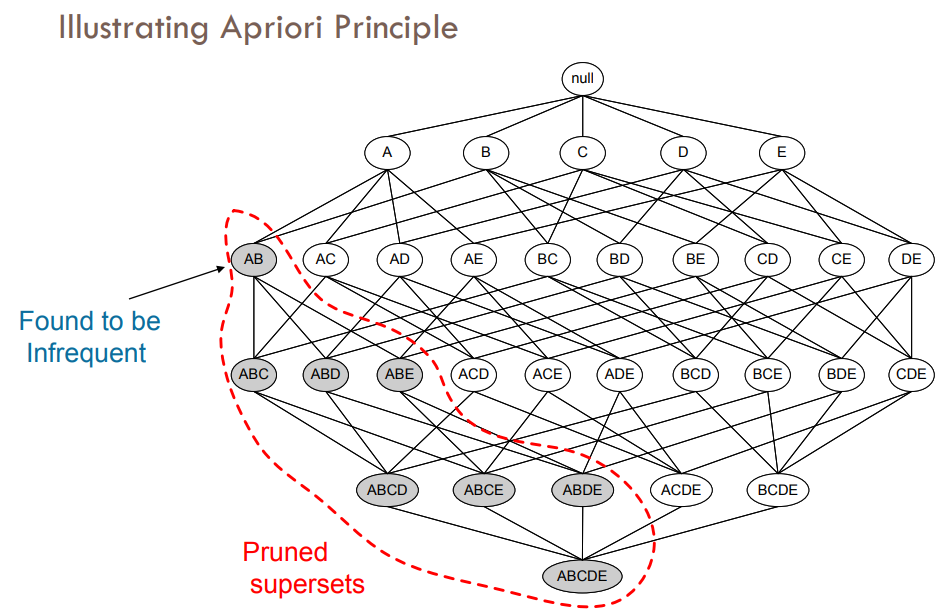 Illustrating Apriori Principle
null
A B C D E
AB AC AD AE BC BD BE CD CE DE
Found to be
Infrequent
ABC ABD ABE ACD ACE ADE BCD BCE BDE CDE
ABCD ABCE ABDE ACDE BCDE
Pruned
supersets
ABCDE